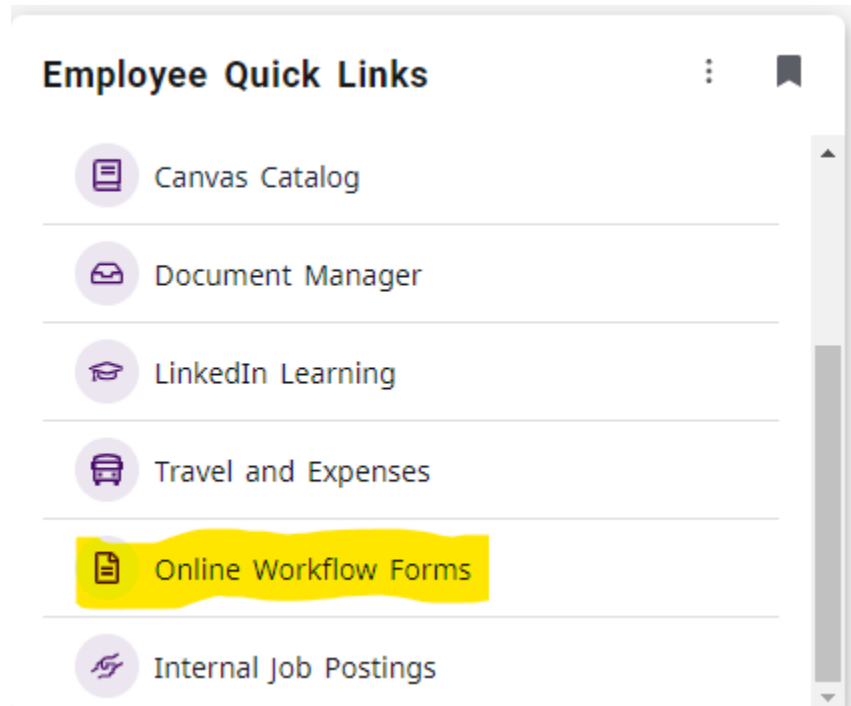 Employee Quick Links
Canvas Catalog
Document Manager
LinkedIn Learning
Travel and Expenses
Online Workflow Forms
Internal Job Postings